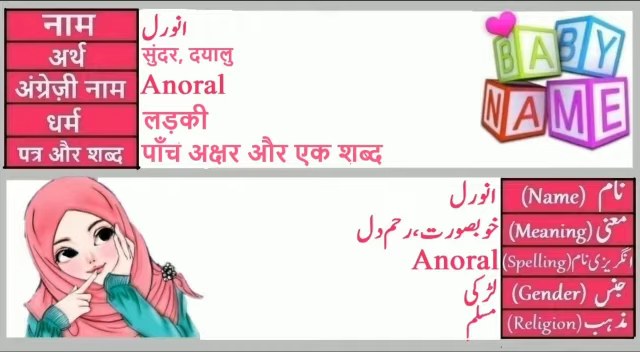 नाम انورل
अर्थ सुंदर, दयालु
अंग्रेज़ी नाम Anoral
धर्म लड़की
पत्र और शब्द पाँच अक्षर और एक शब्द
BABY
NAME
انورل نام (Name)
خوبصورت،رحم دل معنی (Meaning)
Anoral انگریزی نام (Spelling)
لڑکی جنس (Gender)
مسلم مذہب (Religion)